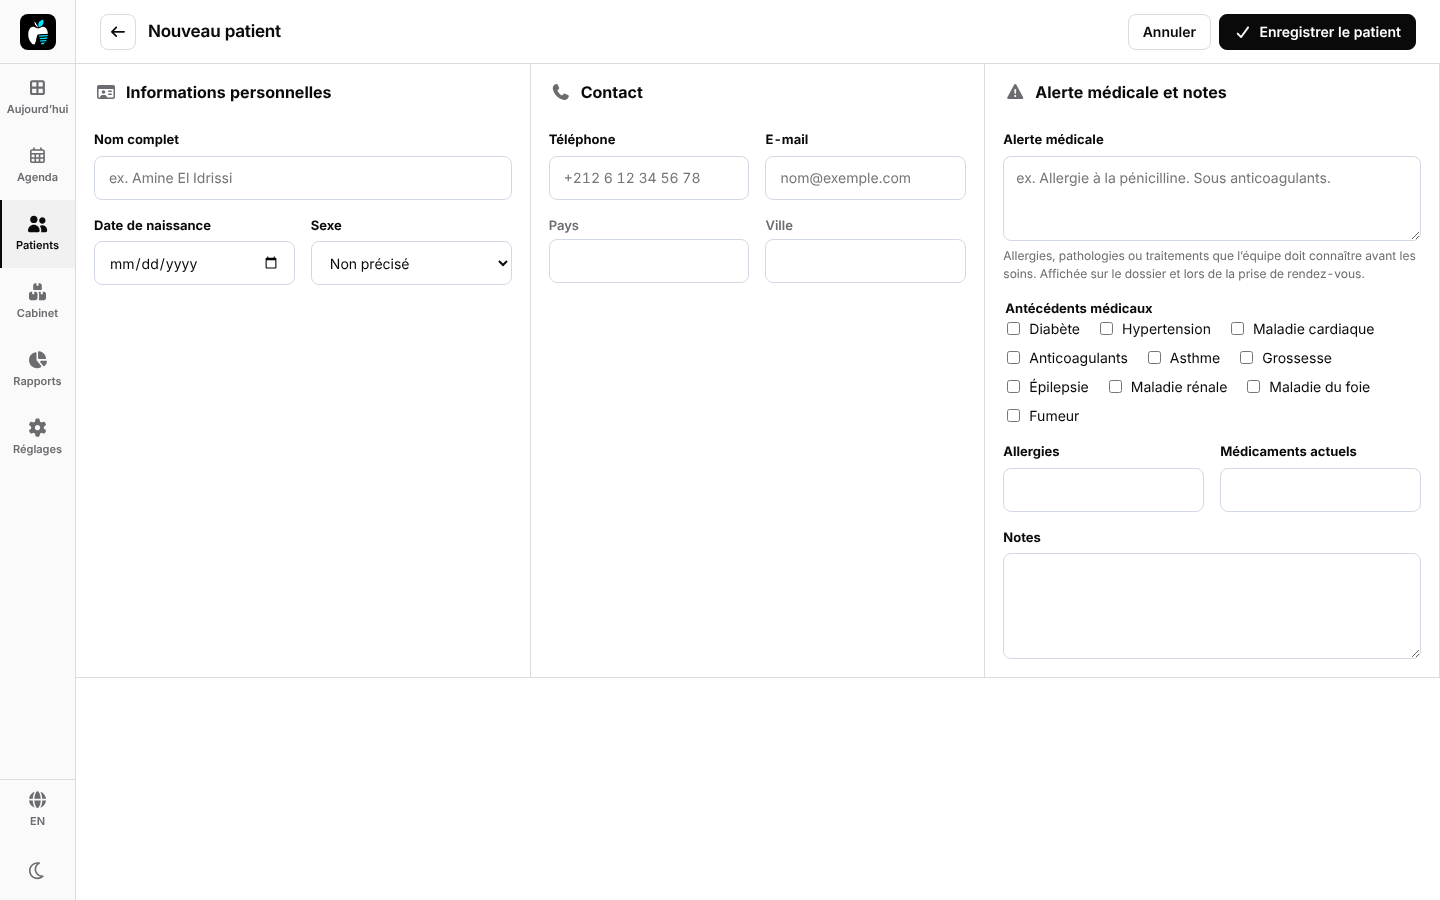 Nouveau patient
Annuler
Enregistrer le patient
Aujourd'hui
Agenda
Patients
Cabinet
Rapports
Réglages
EN
Informations personnelles
Nom complet
ex. Amine El Idrissi
Date de naissance
Sexe
mm/dd/yyyy
Non précisé
Contact
Téléphone
E-mail
+212 6 12 34 56 78
nom@exemple.com
Pays
Ville
Alerte médicale et notes
Alerte médicale
ex. Allergie à la pénicilline. Sous anticoagulants.
Allergies, pathologies ou traitements que l'équipe doit connaître avant les
soins. Affichée sur le dossier et lors de la prise de rendez-vous.
Antécédents médicaux
Diabète
Hypertension
Maladie cardiaque
Anticoagulants
Asthme
Grossesse
Épilepsie
Maladie rénale
Maladie du foie
Fumeur
Allergies
Médicaments actuels
Notes